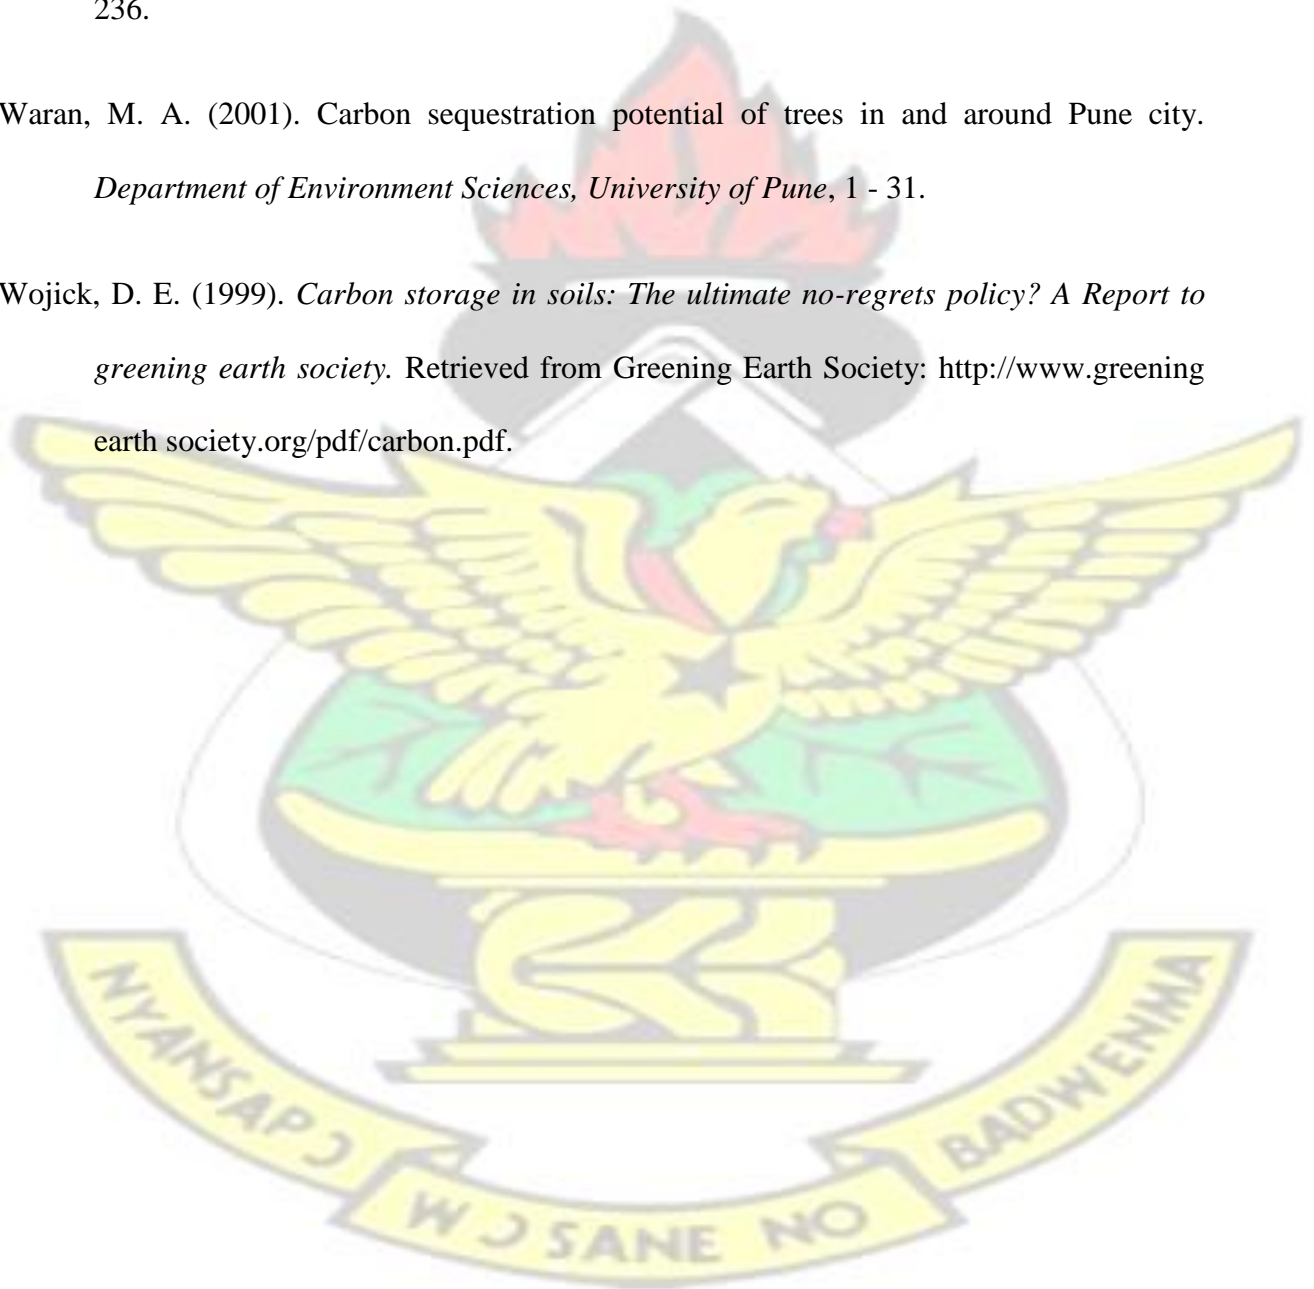 236.
Waran, M. A. (2001). Carbon sequestration potential of trees in and around Pune city.
Department of Environment Sciences, University of Pune, 1 - 31.
Wojick, D. E. (1999). Carbon storage in soils: The ultimate no-regrets policy? A Report to
greening earth society. Retrieved from Greening Earth Society: http://www.greening
earth society.org/pdf/carbon.pdf.
NYANSAPƆ WƆSANE NO BADWENMA